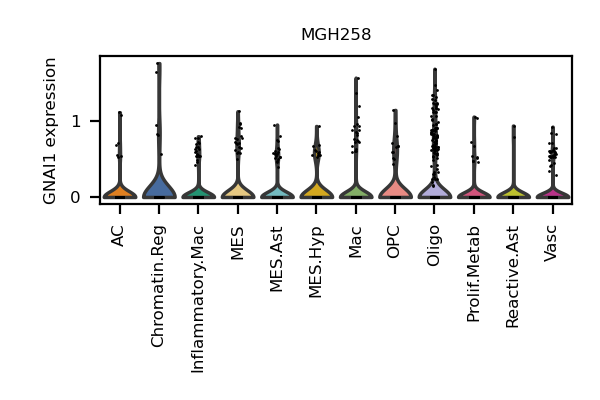 MGH258
GNAI1 expression
1
0
AC
Chromatin.Reg
Inflammatory.Mac
MES
MES.Ast
MES.Hyp
Mac
OPC
Oligo
Prolif.Metab
Reactive.Ast
Vasc